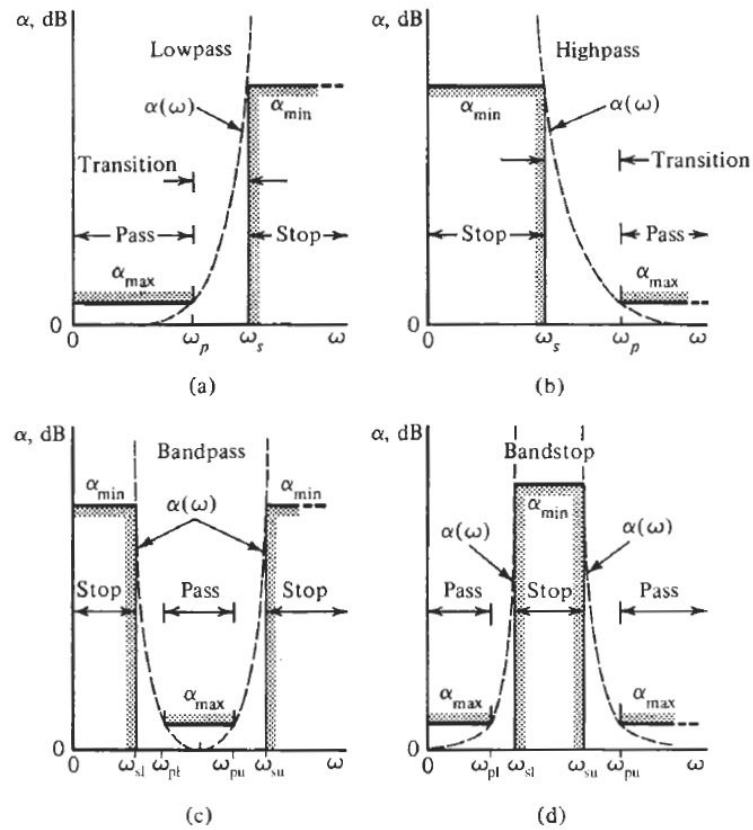 α, dB
Lowpass
α(ω)
α_min
Transition
Pass
Stop
α_max
0
0 ω_p ω_s ω
(a)
α, dB
Highpass
α_min
α(ω)
Transition
Stop
Pass
α_max
0 ω_s ω_p ω
(b)
α, dB
Bandpass
α_min
α(ω)
α_min
Stop
Pass
Stop
α_max
0
0 ω_sl ω_pl ω_pu ω_su ω
(c)
α, dB
Bandstop
α_min
α(ω)
α(ω)
Pass
Stop
Pass
α_max
α_max
0
0 ω_pl ω_sl ω_su ω_pu ω
(d)